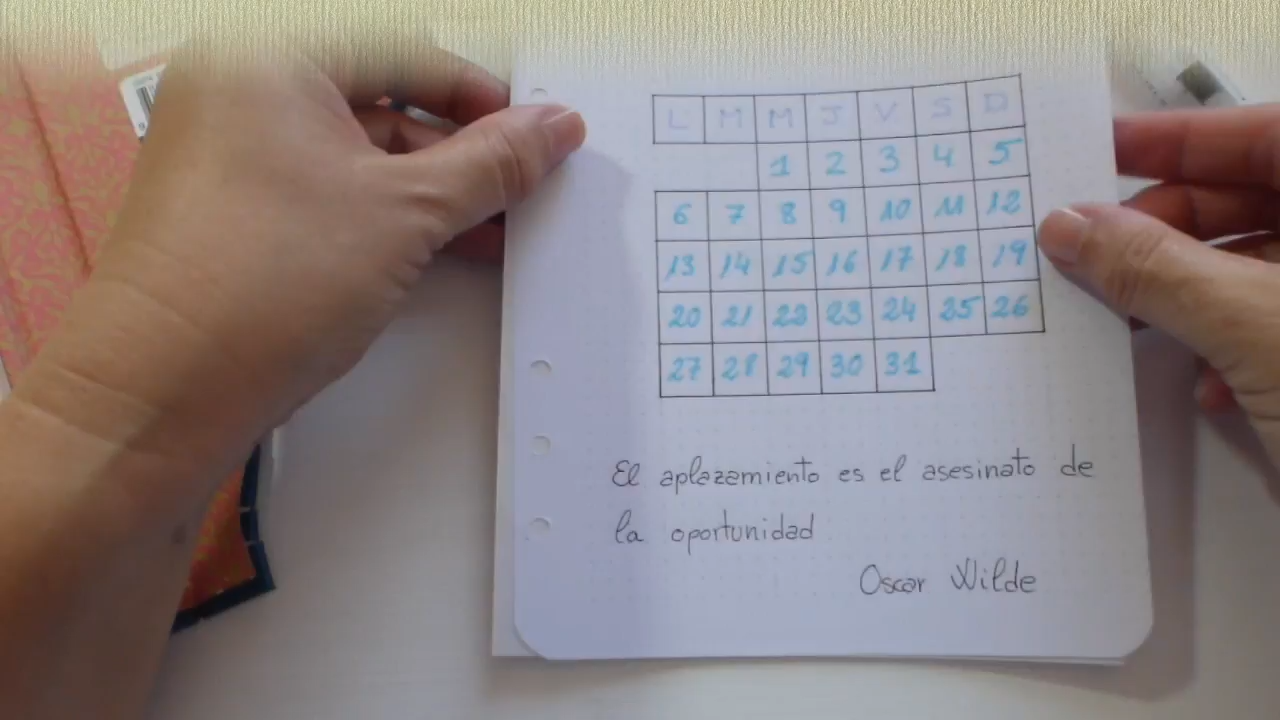 L M M J V S D
1 2 3 4 5
6 7 8 9 10 11 12
13 14 15 16 17 18 19
20 21 22 23 24 25 26
27 28 29 30 31
El aplazamiento es el asesinato de
la oportunidad
Oscar Wilde